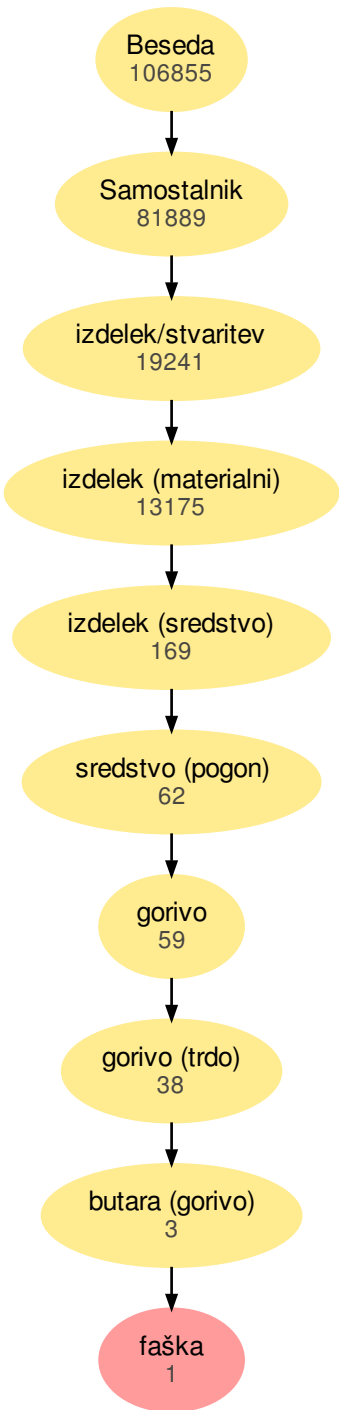 Beseda
106855
Samostalnik
81889
izdelek/stvaritev
19241
izdelek (materialni)
13175
izdelek (sredstvo)
169
sredstvo (pogon)
62
gorivo
59
gorivo (trdo)
38
butara (gorivo)
3
faška
1